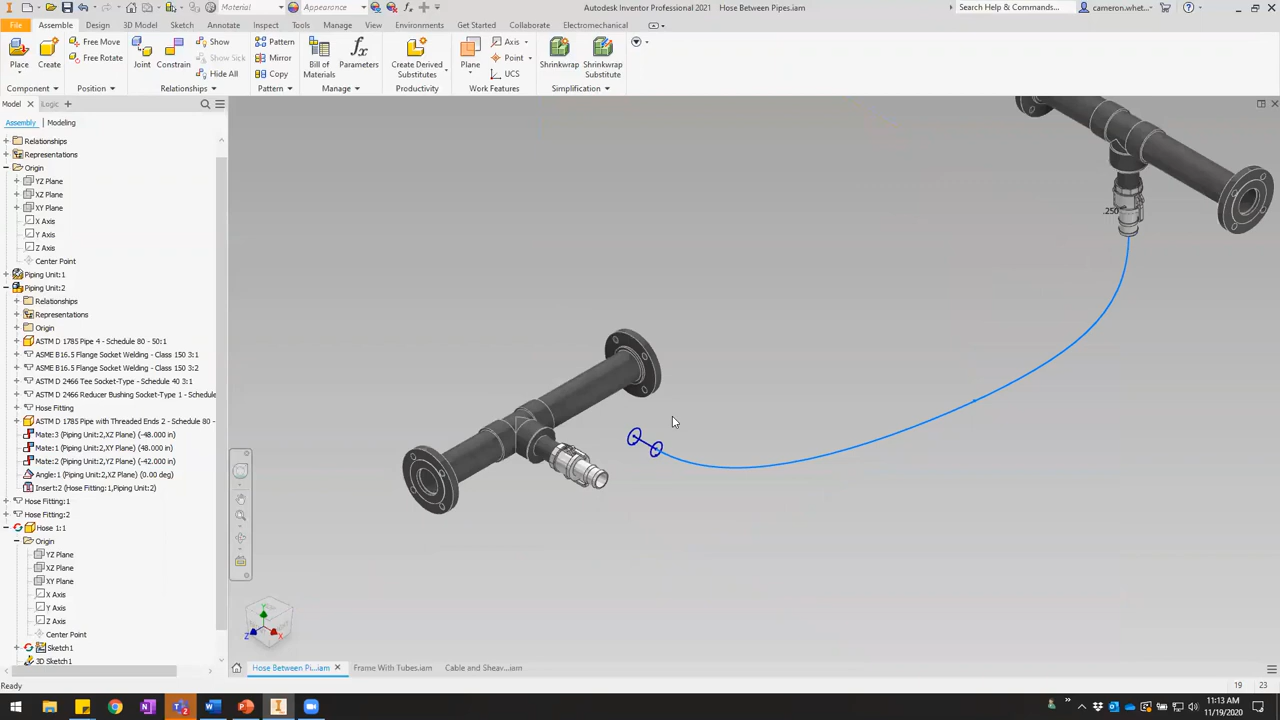 Material
Appearance
Autodesk Inventor Professional 2021   Hose Between Pipes.iam
Search Help & Commands...
cameron.whet...
File
Assemble
Design
3D Model
Sketch
Annotate
Inspect
Tools
Manage
View
Environments
Get Started
Collaborate
Electromechanical
Place
Create
Free Move
Free Rotate
Joint
Constrain
Show
Show Sick
Hide All
Pattern
Mirror
Copy
Bill of Materials
Parameters
Create Derived Substitutes
Plane
Axis
Point
UCS
Shrinkwrap
Shrinkwrap Substitute
Component
Position
Relationships
Pattern
Manage
Productivity
Work Features
Simplification
Model
Logic
Assembly
Modeling
Relationships
Representations
Origin
YZ Plane
XZ Plane
XY Plane
X Axis
Y Axis
Z Axis
Center Point
Piping Unit:1
Piping Unit:2
Relationships
Representations
Origin
ASTM D 1785 Pipe 4 - Schedule 80 - 50:1
ASME B16.5 Flange Socket Welding - Class 150 3:1
ASME B16.5 Flange Socket Welding - Class 150 3:2
ASTM D 2466 Tee Socket-Type - Schedule 40 3:1
ASTM D 2466 Reducer Bushing Socket-Type 1 - Schedule
Hose Fitting
ASTM D 1785 Pipe with Threaded Ends 2 - Schedule 80 -
Mate:3 (Piping Unit:2,XZ Plane) (-48.000 in)
Mate:1 (Piping Unit:2,XY Plane) (48.000 in)
Mate:2 (Piping Unit:2,YZ Plane) (-42.000 in)
Angle:1 (Piping Unit:2,XZ Plane) (0.00 deg)
Insert:2 (Hose Fitting:1,Piping Unit:2)
Hose Fitting:1
Hose Fitting:2
Hose 1:1
Origin
YZ Plane
XZ Plane
XY Plane
X Axis
Y Axis
Z Axis
Center Point
Sketch1
3D Sketch1
.250
Y
Z
X
Hose Between Pi...iam
Frame With Tubes.iam
Cable and Sheav...iam
Ready
19
23
11:13 AM
11/19/2020